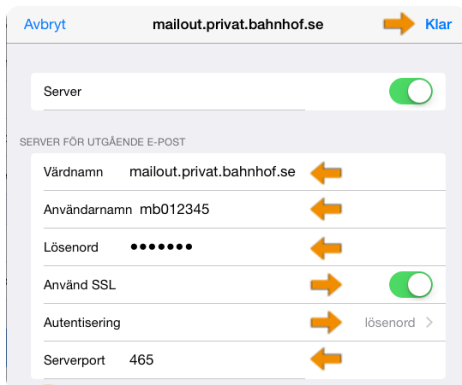 Avbryt mailout.privat.bahnhof.se Klar
Server
SERVER FÖR UTGÅENDE E-POST
Värdnamn mailout.privat.bahnhof.se
Användarnamn mb012345
Lösenord •••••••
Använd SSL
Autentisering lösenord >
Serverport 465